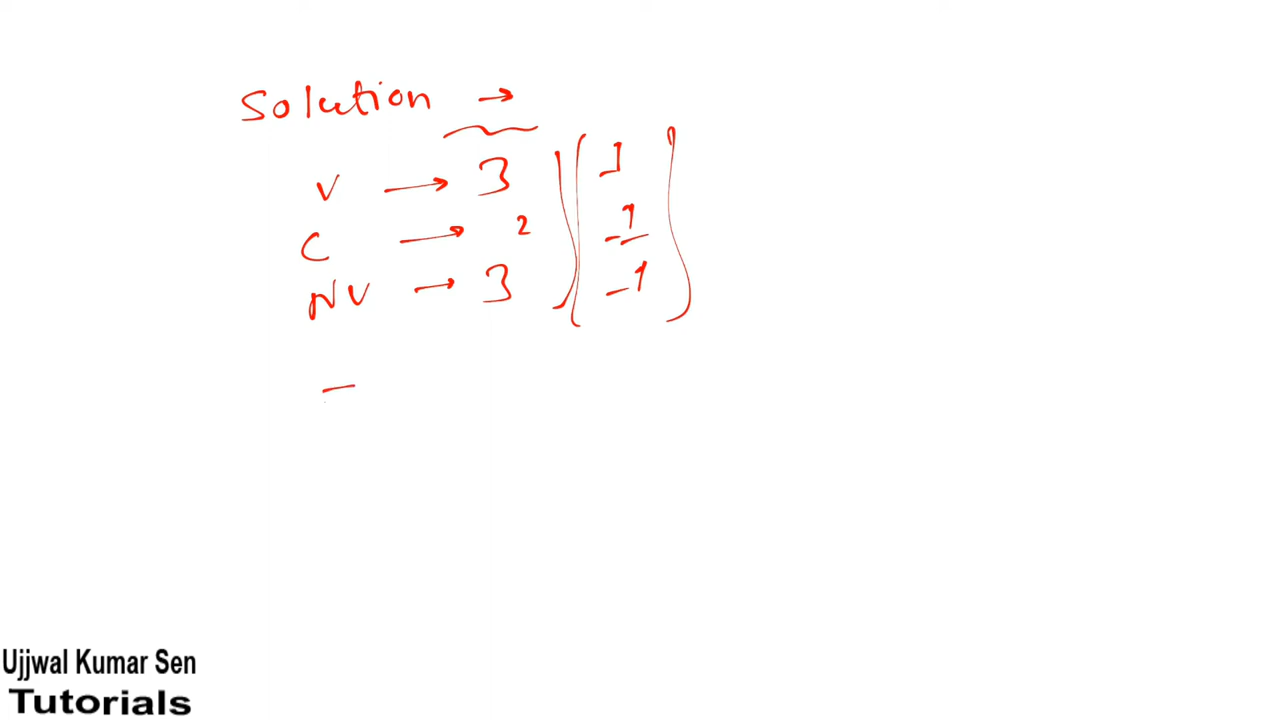 Solution →
V → 3 1
C → 2 -1
NV → 3 -1
Ujjwal Kumar Sen
Tutorials